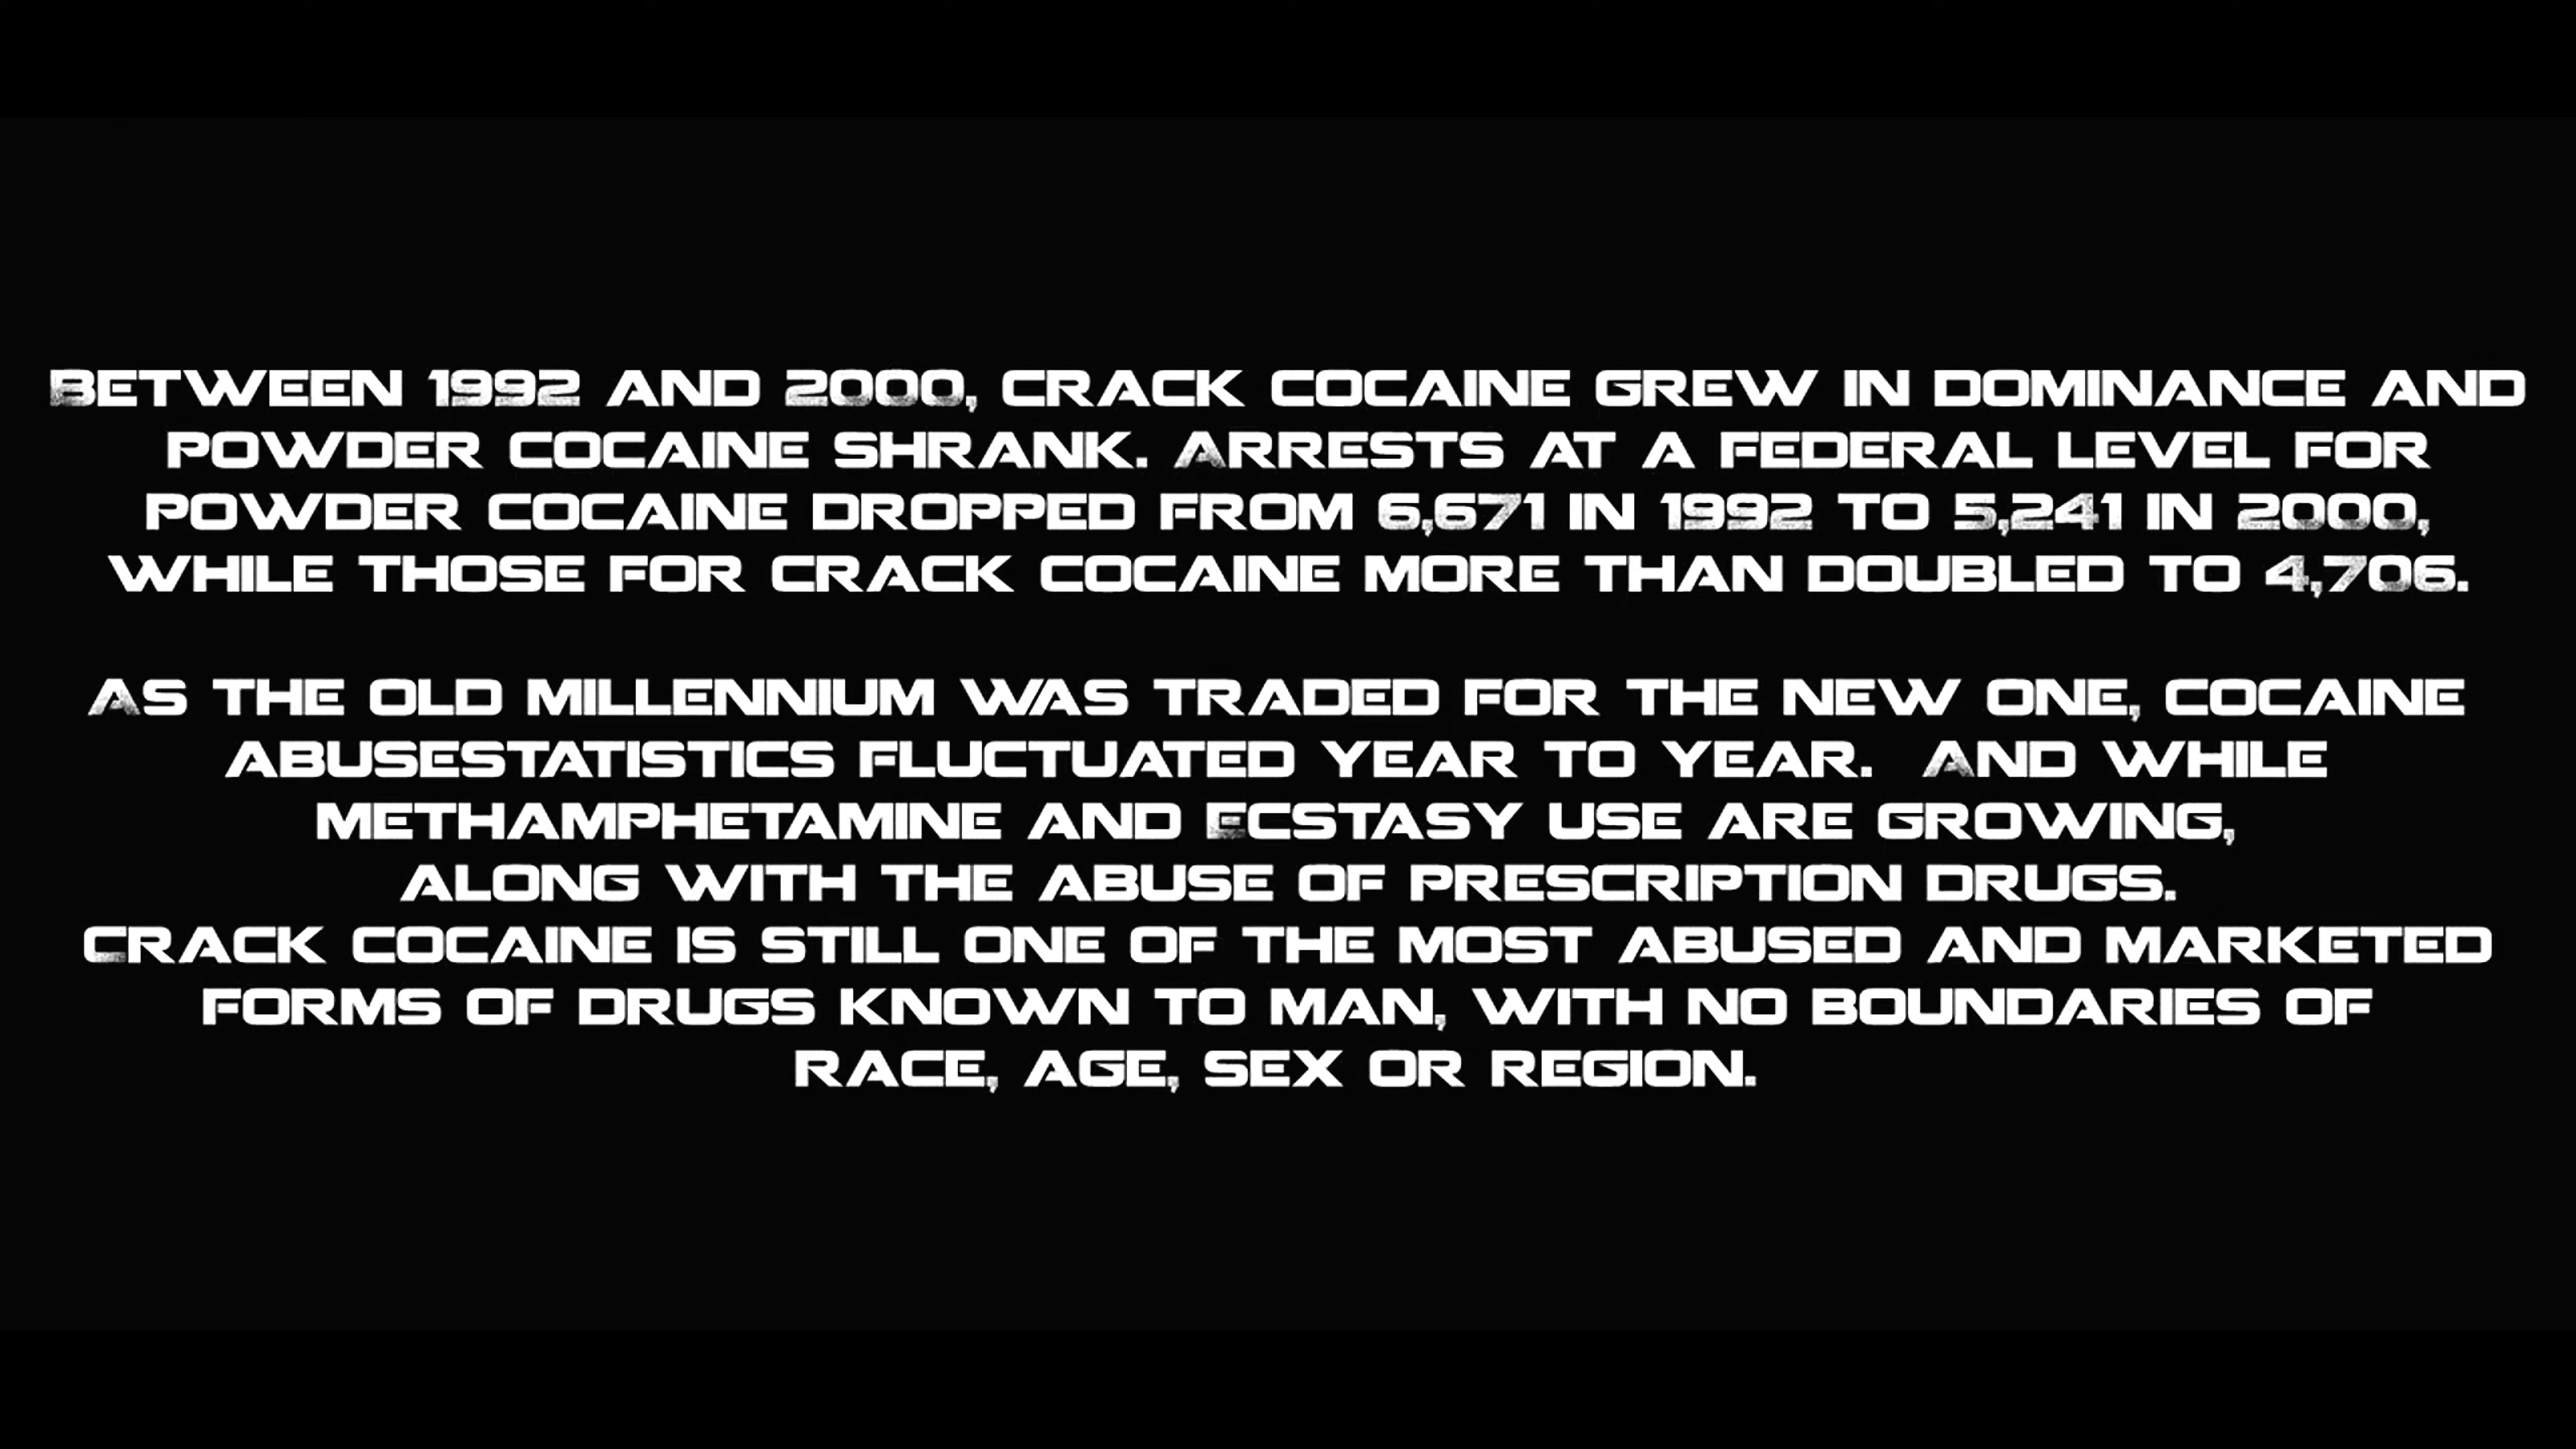 BETWEEN 1992 AND 2000, CRACK COCAINE GREW IN DOMINANCE AND
POWDER COCAINE SHRANK. ARRESTS AT A FEDERAL LEVEL FOR
POWDER COCAINE DROPPED FROM 6,671 IN 1992 TO 5,241 IN 2000,
WHILE THOSE FOR CRACK COCAINE MORE THAN DOUBLED TO 4,706.
AS THE OLD MILLENNIUM WAS TRADED FOR THE NEW ONE, COCAINE
ABUSESTATISTICS FLUCTUATED YEAR TO YEAR.  AND WHILE
METHAMPHETAMINE AND ECSTASY USE ARE GROWING,
ALONG WITH THE ABUSE OF PRESCRIPTION DRUGS.
CRACK COCAINE IS STILL ONE OF THE MOST ABUSED AND MARKETED
FORMS OF DRUGS KNOWN TO MAN, WITH NO BOUNDARIES OF
RACE, AGE, SEX OR REGION.